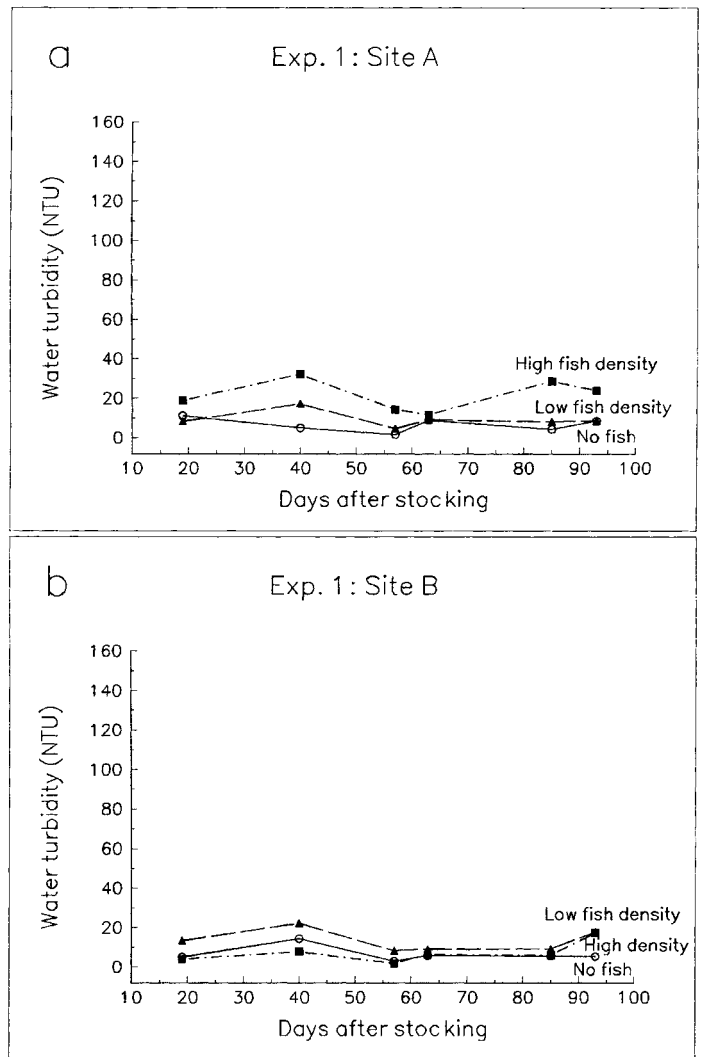 a
Exp. 1: Site A
Water turbidity (NTU)
160
140
120
100
80
60
40
20
0
High fish density
Low fish density
No fish
10 20 30 40 50 60 70 80 90 100
Days after stocking
b
Exp. 1: Site B
Water turbidity (NTU)
160
140
120
100
80
60
40
20
0
Low fish density
High density
No fish
10 20 30 40 50 60 70 80 90 100
Days after stocking